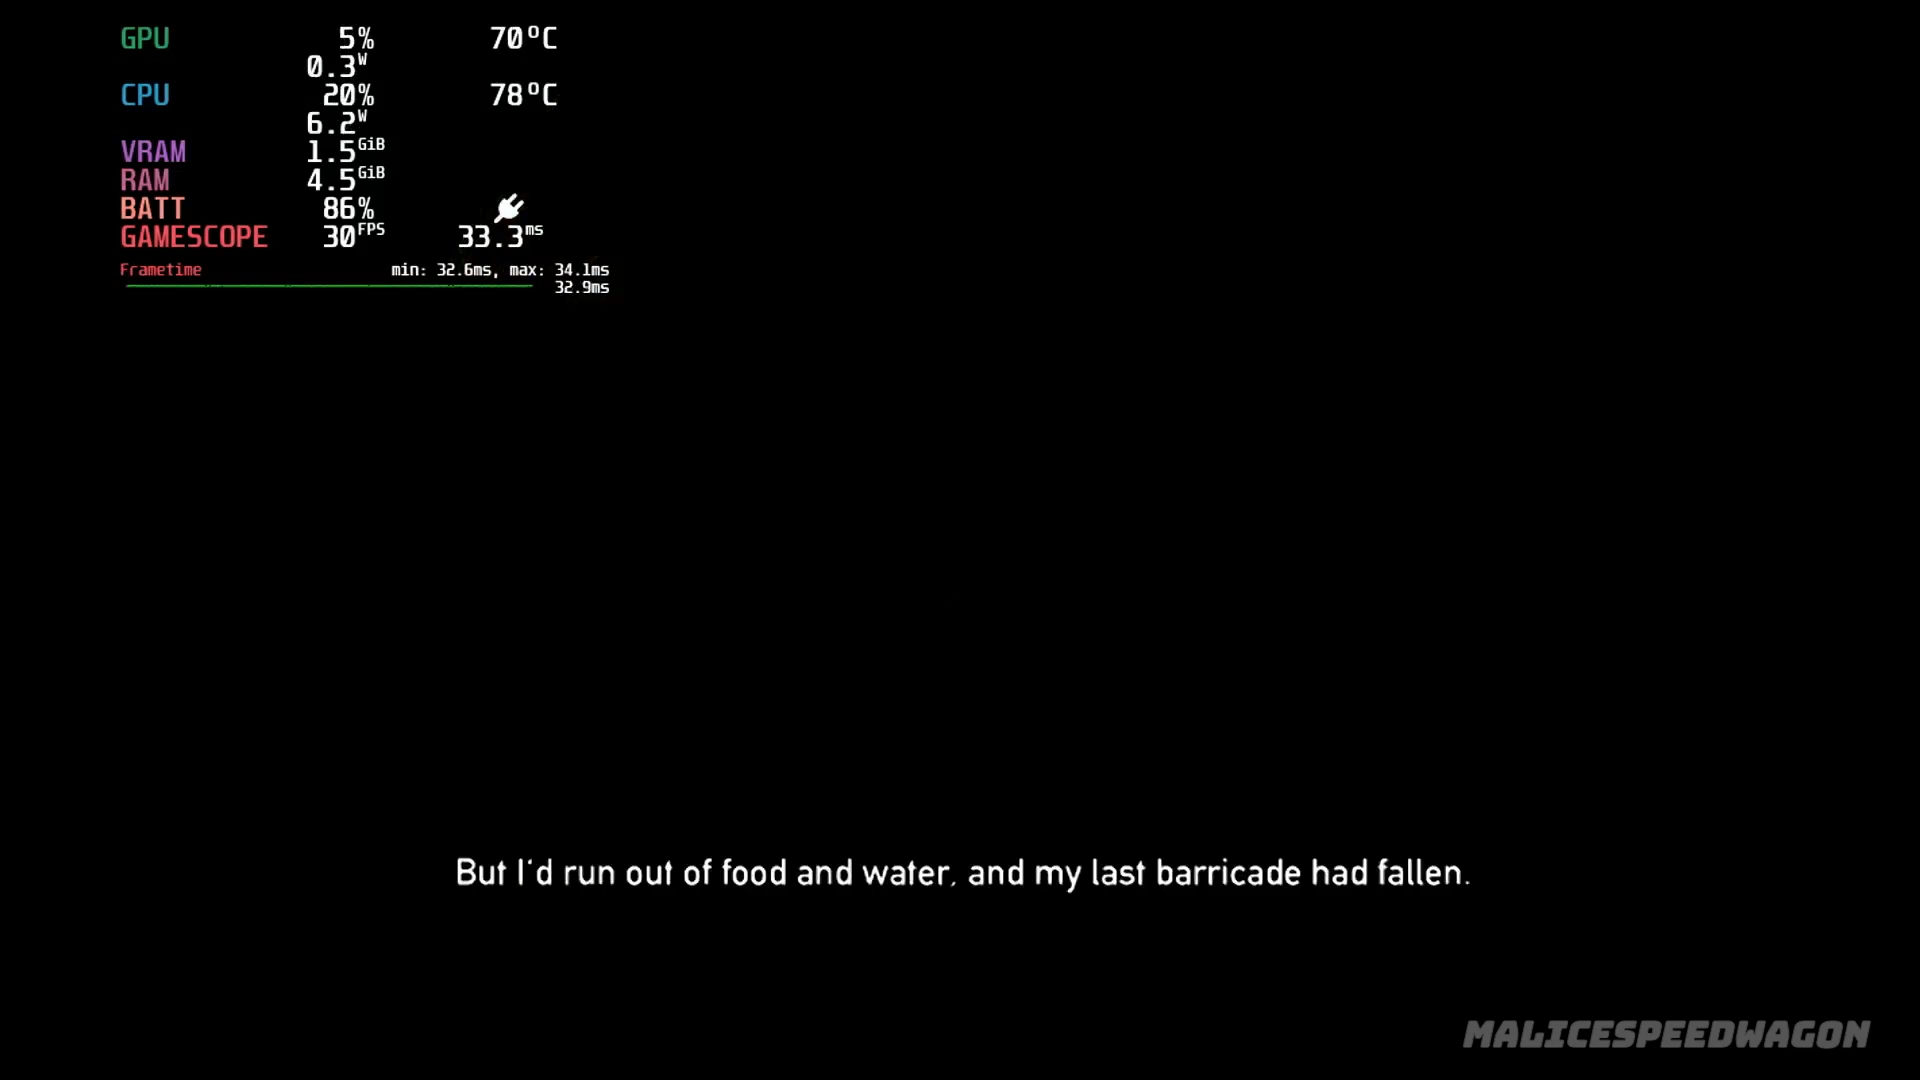 GPU 5% 70°C
0.3W
CPU 20% 78°C
6.2W
VRAM 1.5GiB
RAM 4.5GiB
BATT 86%
GAMESCOPE 30FPS 33.3ms
Frametime min: 32.6ms, max: 34.1ms
32.9ms
But I'd run out of food and water, and my last barricade had fallen.
MALICESPEEDWAGON